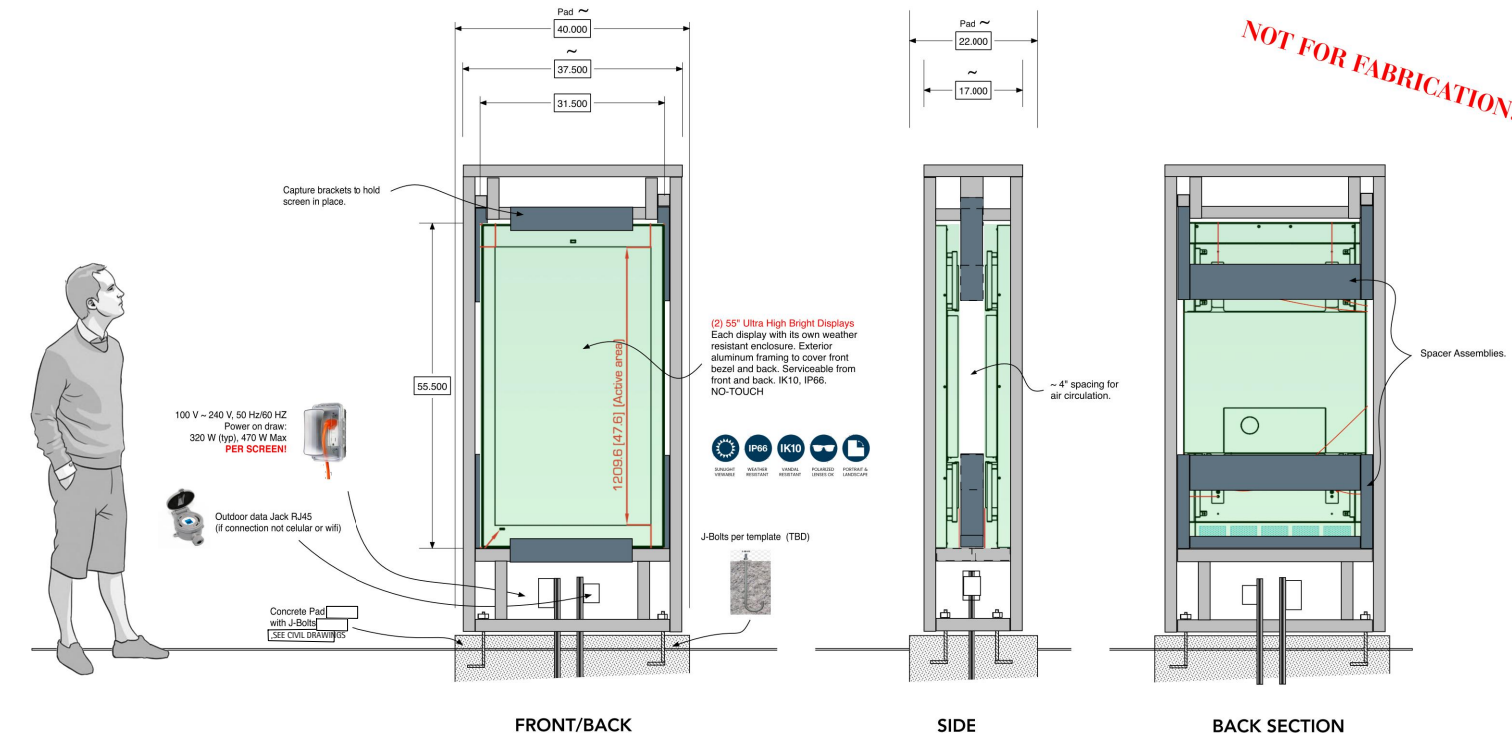 Pad ~
40.000
~
37.500
31.500
Pad ~
22.000
~
17.000
NOT FOR FABRICATION
Capture brackets to hold
screen in place.
55.500
1209.6 [47.6] [Active area]
(2) 55" Ultra High Bright Displays
Each display with its own weather
resistant enclosure. Exterior
aluminum framing to cover front
bezel and back. Serviceable from
front and back. IK10, IP66.
NO-TOUCH
IP66
IK10
SUNLIGHT
VIEWABLE
WEATHER
RESISTANT
VANDAL
RESISTANT
POLARIZED
LENSES OK
PORTRAIT &
LANDSCAPE
~ 4" spacing for
air circulation.
Spacer Assemblies.
100 V ~ 240 V, 50 Hz/60 HZ
Power on draw:
320 W (typ), 470 W Max
PER SCREEN!
Outdoor data Jack RJ45
(if connection not celular or wifi)
J-Bolts per template (TBD)
Concrete Pad
with J-Bolts
SEE CIVIL DRAWINGS
FRONT/BACK
SIDE
BACK SECTION